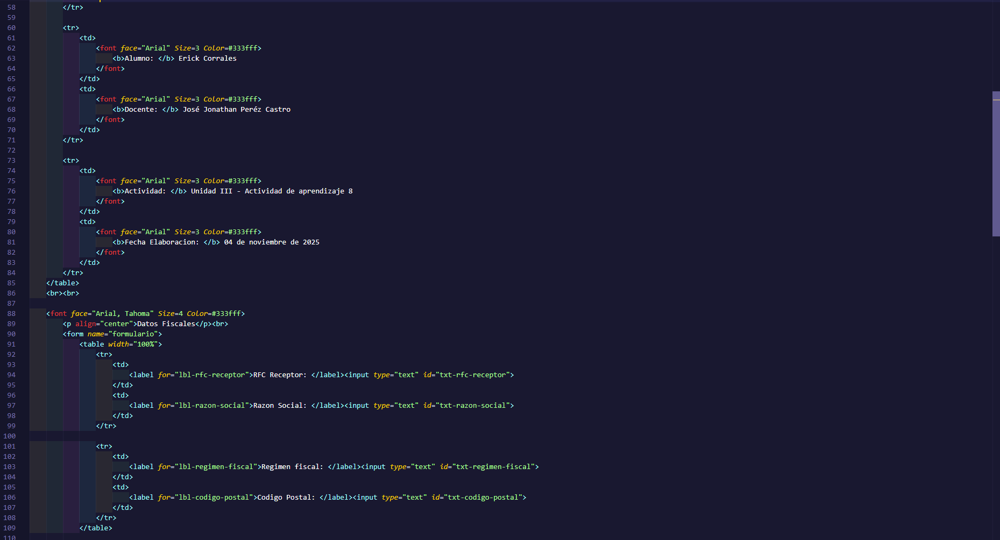 58 </tr>
59
60 <tr>
61 <td>
62 <font face="Arial" Size=3 Color=#333fff>
63 <b>Alumno: </b> Erick Corrales
64 </font>
65 </td>
66 <td>
67 <font face="Arial" Size=3 Color=#333fff>
68 <b>Docente: </b> José Jonathan Peréz Castro
69 </font>
70 </td>
71 </tr>
72
73 <tr>
74 <td>
75 <font face="Arial" Size=3 Color=#333fff>
76 <b>Actividad: </b> Unidad III - Actividad de aprendizaje 8
77 </font>
78 </td>
79 <td>
80 <font face="Arial" Size=3 Color=#333fff>
81 <b>Fecha Elaboracion: </b> 04 de noviembre de 2025
82 </font>
83 </td>
84 </tr>
85 </table>
86 <br><br>
87
88 <font face="Arial, Tahoma" Size=4 Color=#333fff>
89 <p align="center">Datos Fiscales</p><br>
90 <form name="formulario">
91 <table width="100%">
92 <tr>
93 <td>
94 <label for="lbl-rfc-receptor">RFC Receptor: </label><input type="text" id="txt-rfc-receptor">
95 </td>
96 <td>
97 <label for="lbl-razon-social">Razon Social: </label><input type="text" id="txt-razon-social">
98 </td>
99 </tr>
100
101 <tr>
102 <td>
103 <label for="lbl-regimen-fiscal">Regimen fiscal: </label><input type="text" id="txt-regimen-fiscal">
104 </td>
105 <td>
106 <label for="lbl-codigo-postal">Codigo Postal: </label><input type="text" id="txt-codigo-postal">
107 </td>
108 </tr>
109 </table>
110